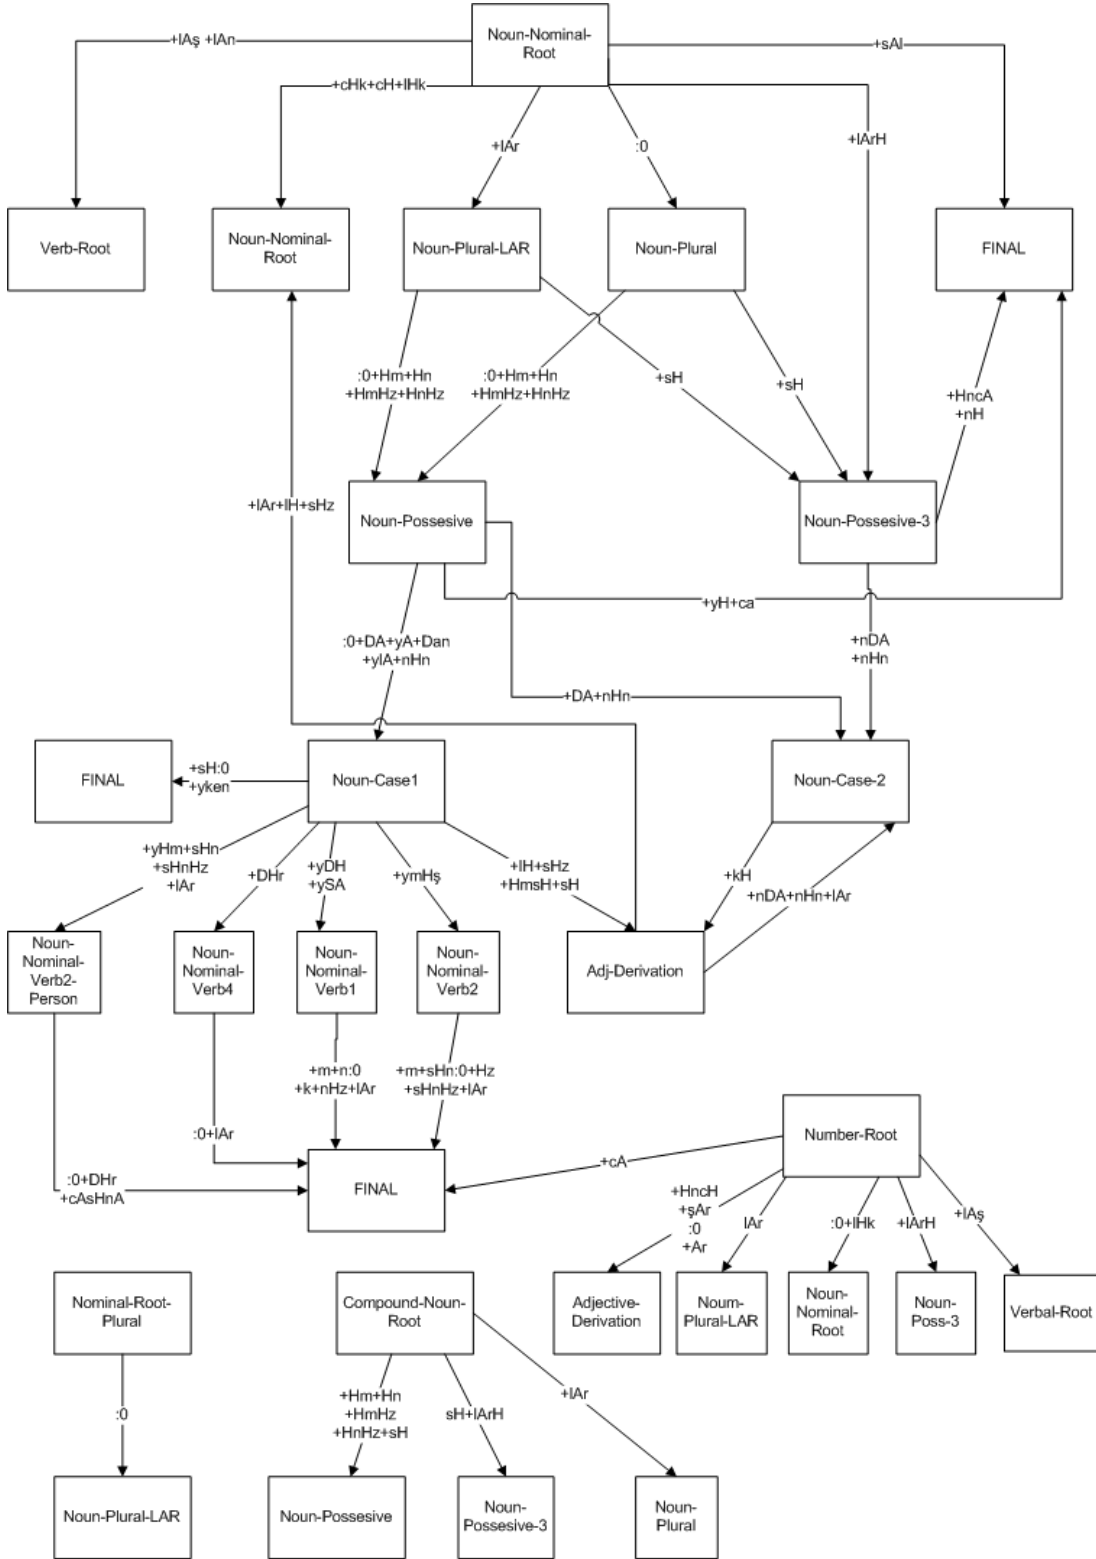 Noun-Nominal-
Root
+lAş +lAn
+sAl
+cHk+cH+lHk
+lAr
:0
+lArH
Verb-Root
Noun-Nominal-
Root
Noun-Plural-LAR
Noun-Plural
FINAL
:0+Hm+Hn
+HmHz+HnHz
:0+Hm+Hn
+HmHz+HnHz
+sH
+sH
+HncA
+nH
+lAr+lH+sHz
Noun-Possesive
Noun-Possesive-3
+yH+ca
:0+DA+yA+Dan
+ylA+nHn
+nDA
+nHn
+DA+nHn
FINAL
+sH:0
+yken
Noun-Case1
Noun-Case-2
+yHm+sHn
+sHnHz
+lAr
+DHr
+yDH
+ySA
+ymHş
+lH+sHz
+HmsH+sH
+kH
+nDA+nHn+lAr
Noun-
Nominal-
Verb2-
Person
Noun-
Nominal-
Verb4
Noun-
Nominal-
Verb1
Noun-
Nominal-
Verb2
Adj-Derivation
+m+n:0
+k+nHz+lAr
+m+sHn:0+Hz
+sHnHz+lAr
:0+lAr
:0+DHr
+cAsHnA
FINAL
+cA
Number-Root
+HncH
+şAr
:0
+Ar
lAr
:0+lHk
+lArH
+lAş
Nominal-Root-
Plural
Compound-Noun-
Root
Adjective-
Derivation
Noum-
Plural-LAR
Noun-
Nominal-
Root
Noun-
Poss-3
Verbal-Root
:0
+Hm+Hn
+HmHz
+HnHz+sH
sH+lArH
+lAr
Noun-Plural-LAR
Noun-Possesive
Noun-
Possesive-3
Noun-
Plural